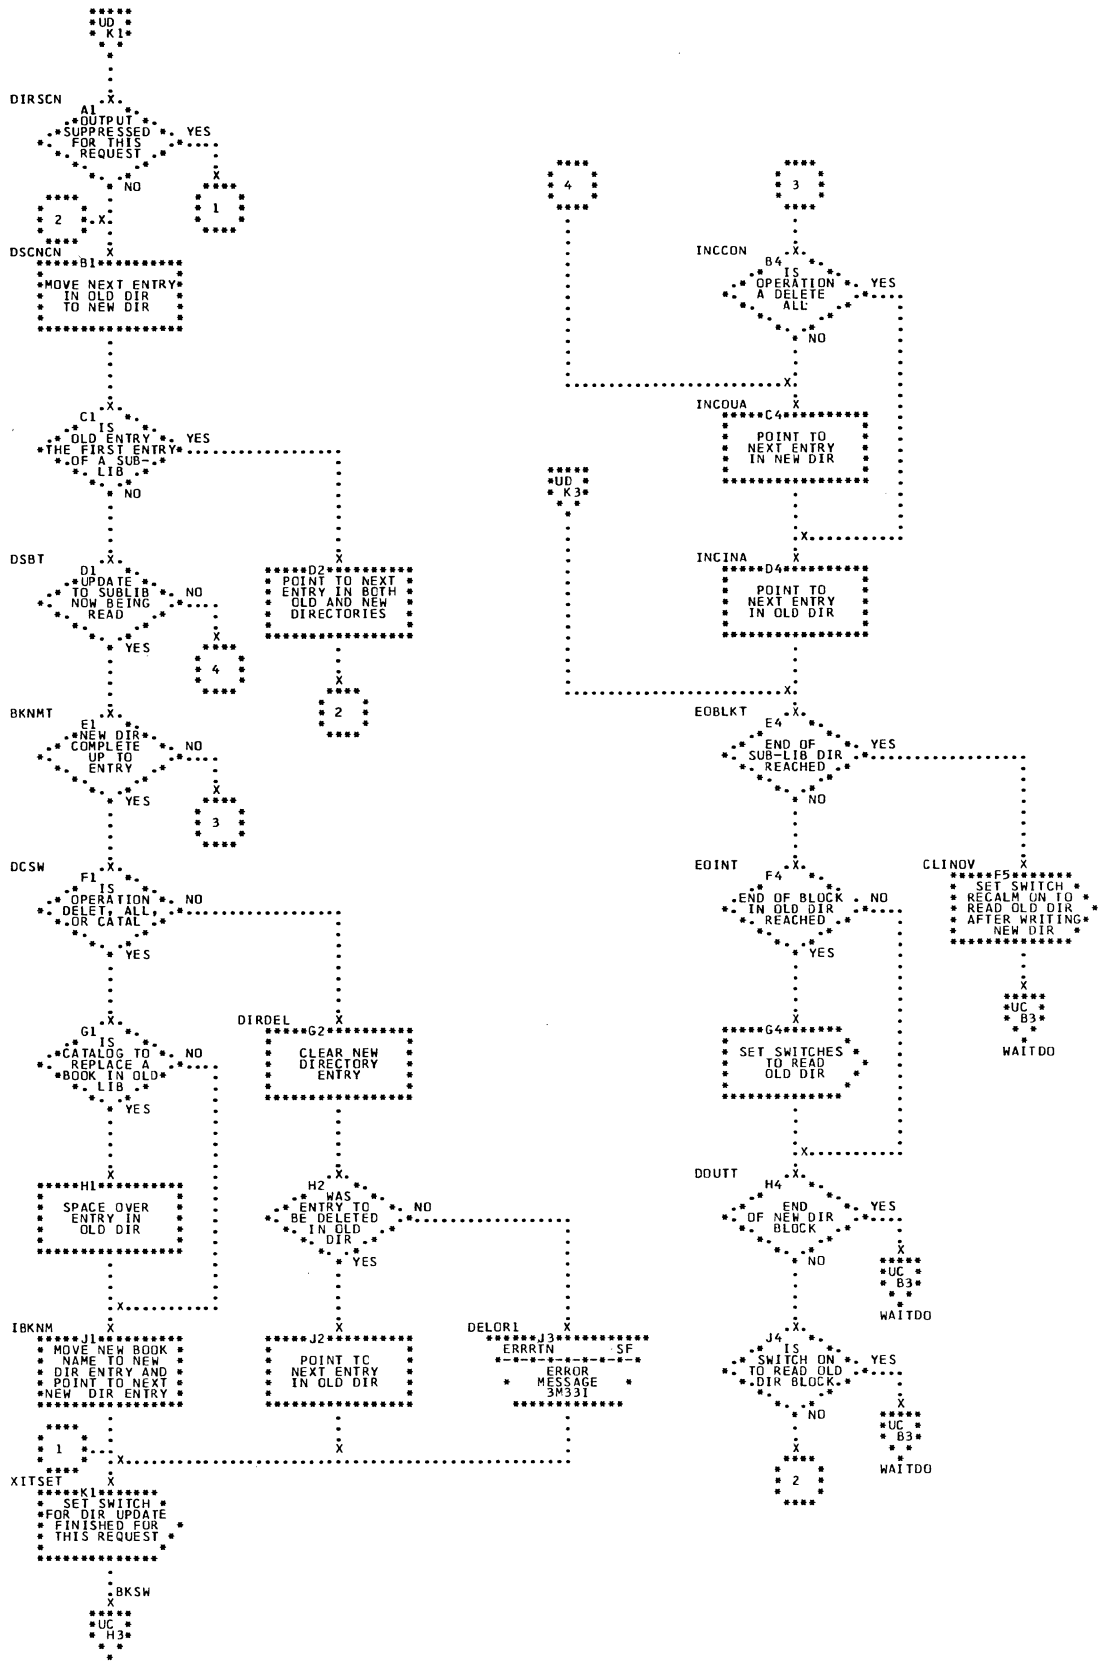 UD
K1
DIRSCN
A1
OUTPUT
SUPPRESSED
FOR THIS
REQUEST
YES
NO
2
1
DSCNCN
B1
MOVE NEXT ENTRY
IN OLD DIR
TO NEW DIR
C1
IS
OLD ENTRY
THE FIRST ENTRY
OF A SUB-
LIB
YES
NO
DSBT
D1
UPDATE
TO SUBLIB
NOW BEING
READ
NO
YES
4
D2
POINT TO NEXT
ENTRY IN BOTH
OLD AND NEW
DIRECTORIES
2
BKNMT
E1
NEW DIR
COMPLETE
UP TO
ENTRY
NO
YES
3
DCSW
F1
IS
OPERATION
DELET, ALL,
OR CATAL
NO
YES
G1
IS
CATALOG TO
REPLACE A
BOOK IN OLD
LIB
NO
YES
DIRDEL
G2
CLEAR NEW
DIRECTORY
ENTRY
H1
SPACE OVER
ENTRY IN
OLD DIR
H2
WAS
ENTRY TO
BE DELETED
IN OLD
DIR
NO
YES
IBKNM
J1
MOVE NEW BOOK
NAME TO NEW
DIR ENTRY AND
POINT TO NEXT
NEW DIR ENTRY
J2
POINT TO
NEXT ENTRY
IN OLD DIR
DELOR1
J3
ERRRTN SF
ERROR
MESSAGE
3M33I
1
XITSET
K1
SET SWITCH
FOR DIR UPDATE
FINISHED FOR
THIS REQUEST
BKSW
UC
H3
4
3
INCCON
B4
IS
OPERATION
A DELETE
ALL
YES
NO
INCOUA
C4
POINT TO
NEXT ENTRY
IN NEW DIR
UD
K3
INCINA
D4
POINT TO
NEXT ENTRY
IN OLD DIR
EOBLKT
E4
END OF
SUB-LIB DIR
REACHED
YES
NO
EOINT
F4
END OF BLOCK
IN OLD DIR
REACHED
NO
YES
CLINOV
F5
SET SWITCH
RECALM ON TO
READ OLD DIR
AFTER WRITING
NEW DIR
UC
B3
WAITDO
G4
SET SWITCHES
TO READ
OLD DIR
DOUTT
H4
END
OF NEW DIR
BLOCK
YES
NO
UC
B3
WAITDO
J4
IS
SWITCH ON
TO READ OLD
DIR BLOCK
YES
NO
UC
B3
WAITDO
2